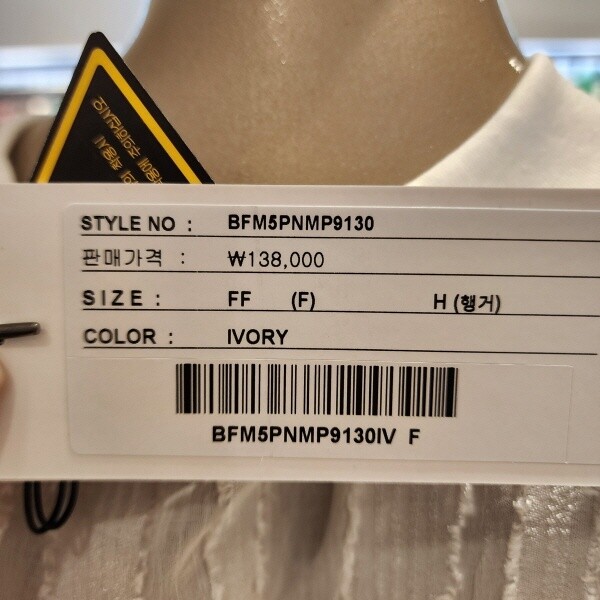 STYLE NO : BFM5PNMP9130
판매가격 : ₩138,000
SIZE : FF (F) H (행거)
COLOR : IVORY
BFM5PNMP9130IV F